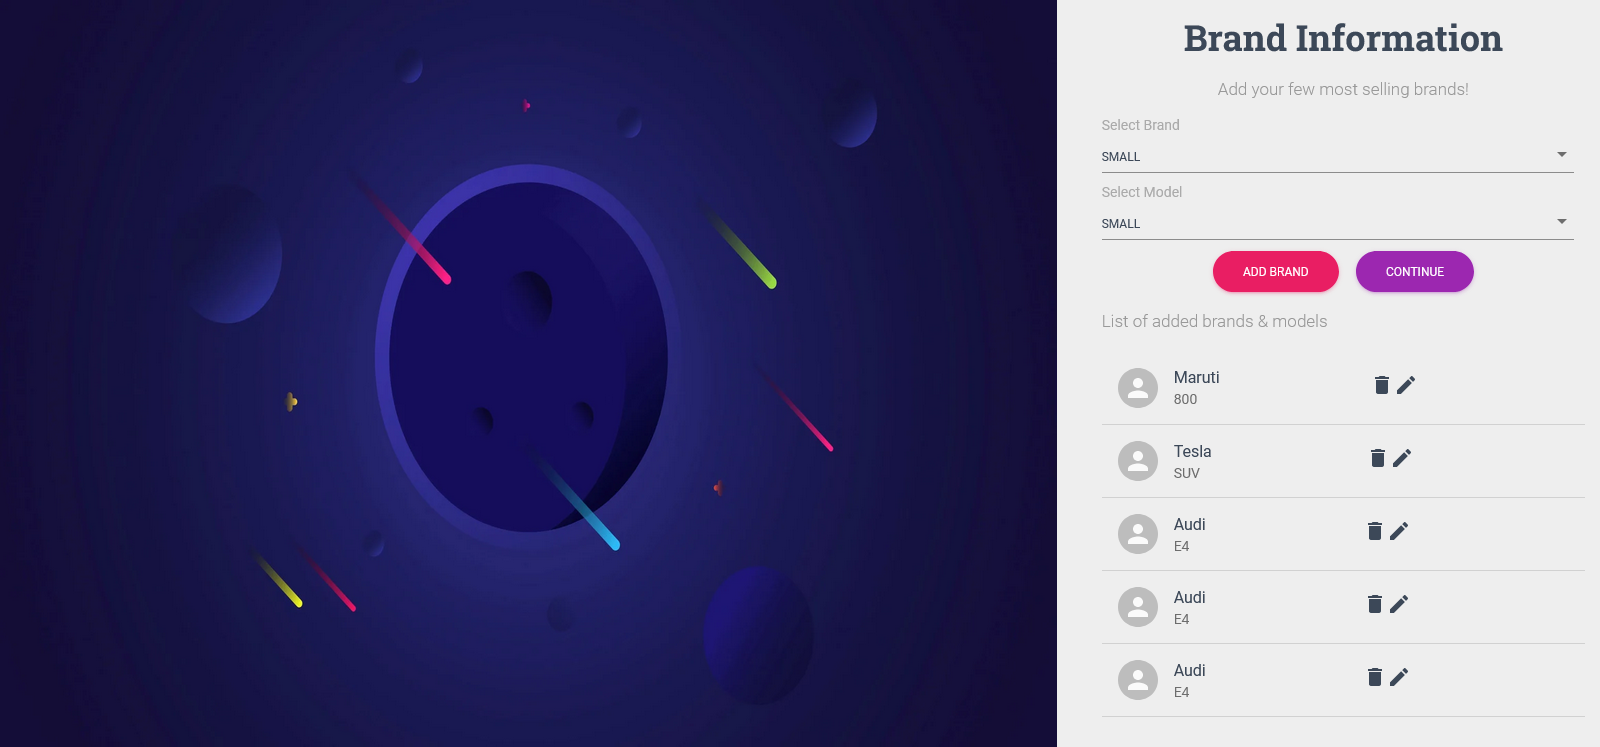 Brand Information
Add your few most selling brands!
Select Brand
SMALL
Select Model
SMALL
ADD BRAND CONTINUE
List of added brands & models
Maruti
800
Tesla
SUV
Audi
E4
Audi
E4
Audi
E4